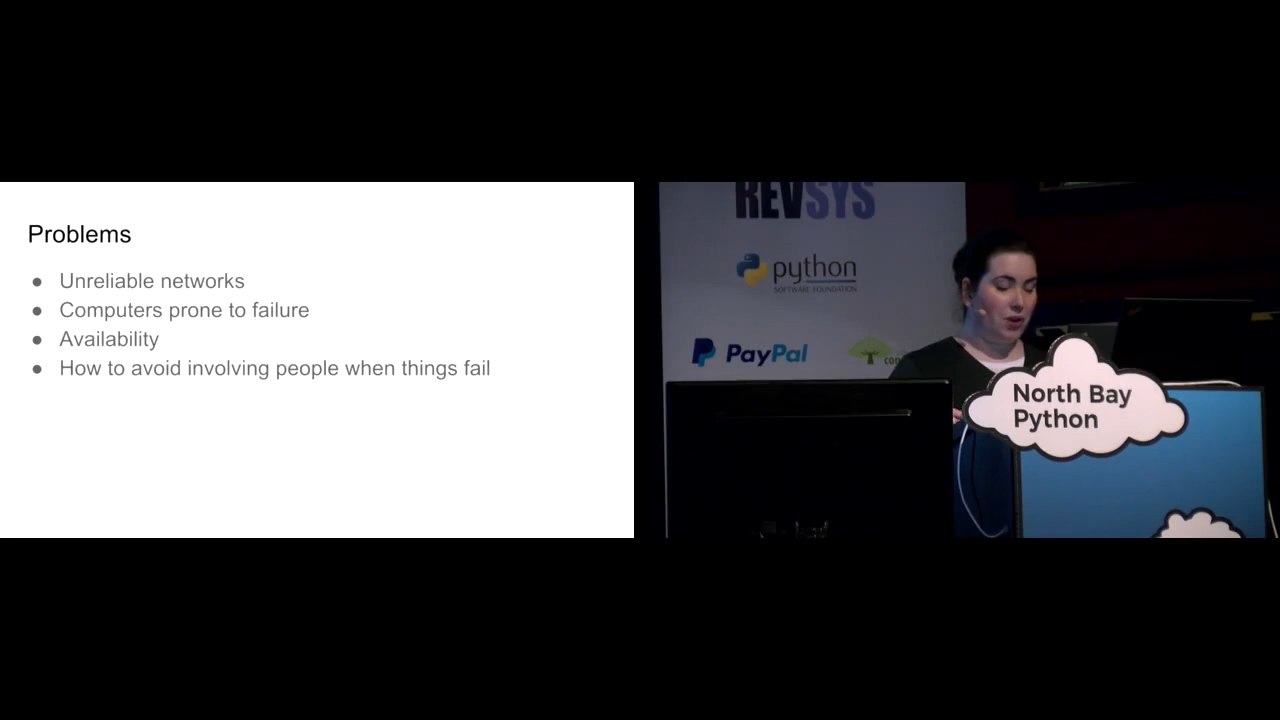 Problems
● Unreliable networks
● Computers prone to failure
● Availability
● How to avoid involving people when things fail
REVSYS
python
SOFTWARE FOUNDATION
PayPal
North Bay
Python